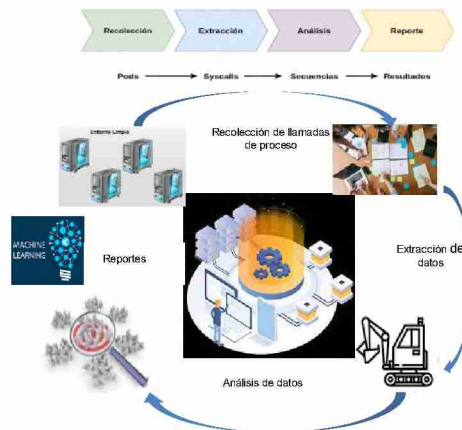 Recolección
Extracción
Análisis
Reporte
Pods
Syscalls
Secuencias
Resultados
Entorno Limpio
Recolección de llamadas
de proceso
MACHINE
LEARNING
Reportes
Extracción de
datos
Análisis de datos